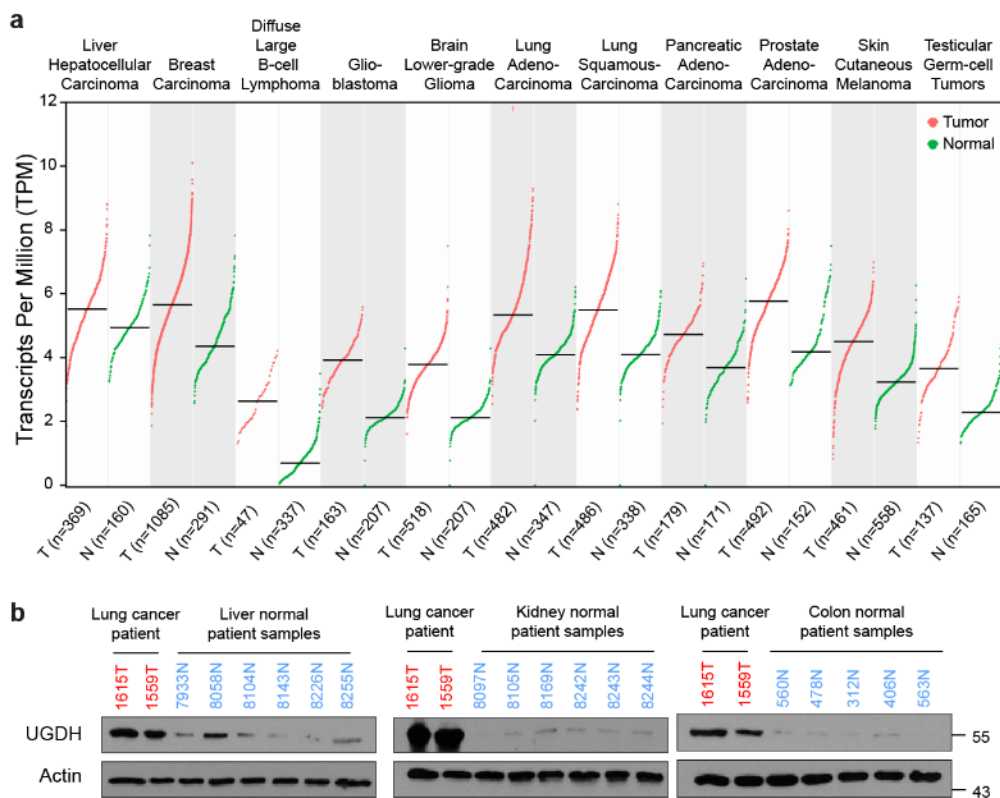 a
Liver
Hepatocellular
Carcinoma
Breast
Carcinoma
Diffuse
Large
B-cell
Lymphoma
Glio-
blastoma
Brain
Lower-grade
Glioma
Lung
Adeno-
Carcinoma
Lung
Squamous-
Carcinoma
Pancreatic
Adeno-
Carcinoma
Prostate
Adeno-
Carcinoma
Skin
Cutaneous
Melanoma
Testicular
Germ-cell
Tumors
Transcripts Per Million (TPM)
12
10
8
6
4
2
0
Tumor
Normal
T (n=369)
N (n=160)
T (n=1085)
N (n=291)
T (n=47)
N (n=337)
T (n=163)
N (n=207)
T (n=518)
N (n=207)
T (n=482)
N (n=347)
T (n=486)
N (n=338)
T (n=179)
N (n=171)
T (n=492)
N (n=152)
T (n=461)
N (n=558)
T (n=137)
N (n=165)
b
Lung cancer
patient
Liver normal
patient samples
1615T
1559T
7933N
8058N
8104N
8143N
8226N
8255N
Lung cancer
patient
Kidney normal
patient samples
1615T
1559T
8097N
8105N
8169N
8242N
8243N
8244N
Lung cancer
patient
Colon normal
patient samples
1615T
1559T
560N
478N
312N
406N
563N
UGDH
55
Actin
43